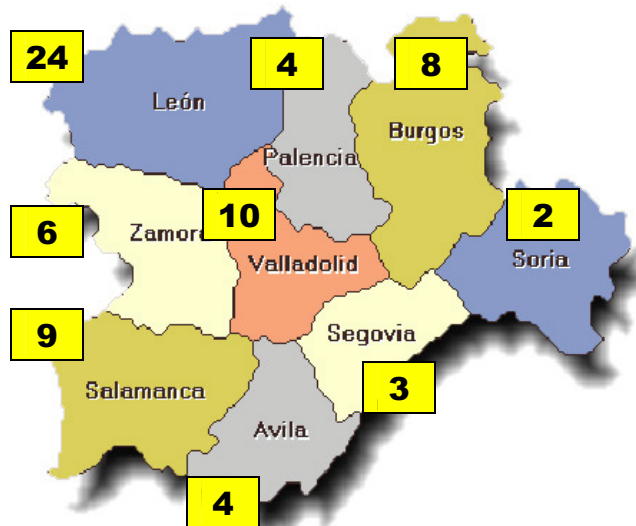 24
4
8
León
Burgos
Palencia
6
10
2
Zamora
Valladolid
Soria
9
Segovia
Salamanca
3
Avila
4